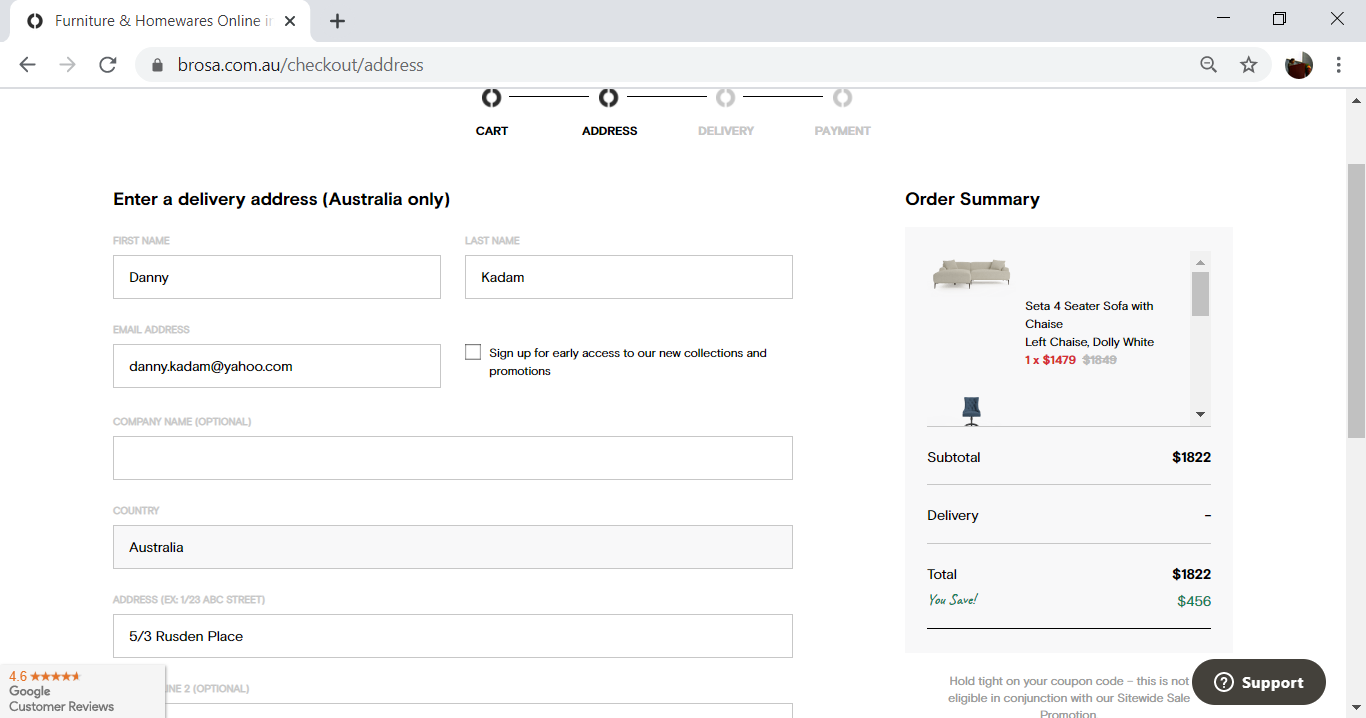 Furniture & Homewares Online in
brosa.com.au/checkout/address
CART ADDRESS DELIVERY PAYMENT
Enter a delivery address (Australia only)
FIRST NAME
Danny
LAST NAME
Kadam
EMAIL ADDRESS
danny.kadam@yahoo.com
Sign up for early access to our new collections and
promotions
COMPANY NAME (OPTIONAL)
COUNTRY
Australia
ADDRESS (EX: 1/23 ABC STREET)
5/3 Rusden Place
LINE 2 (OPTIONAL)
4.6
Google
Customer Reviews
Order Summary
Seta 4 Seater Sofa with
Chaise
Left Chaise, Dolly White
1 x $1479 $1849
Subtotal $1822
Delivery –
Total $1822
You Save! $456
Hold tight on your coupon code – this is not
eligible in conjunction with our Sitewide Sale
Promotion.
Support